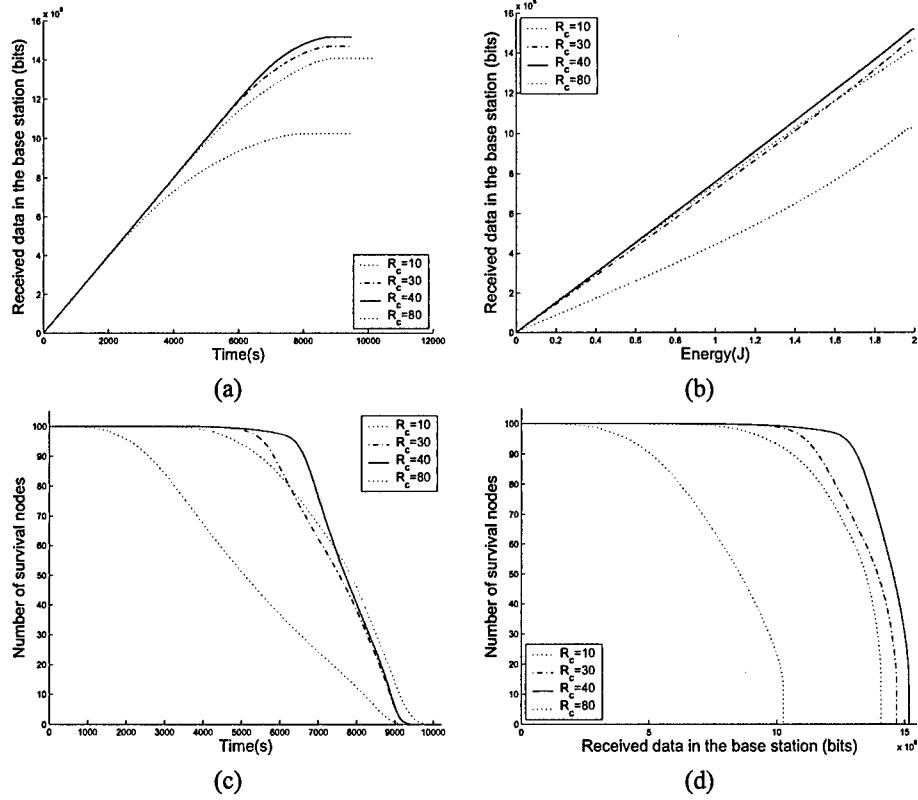 16 x 10
14
12
10
8
6
4
2
0
Received data in the base station (bits)
0 2000 4000 6000 8000 10000 12000
Time(s)
R_c=10
R_c=30
R_c=40
R_c=80
(a)
16 x 10
14
12
10
8
6
4
2
0
Received data in the base station (bits)
0 0.2 0.4 0.6 0.8 1 1.2 1.4 1.6 1.8 2
Energy(J)
R_c=10
R_c=30
R_c=40
R_c=80
(b)
100
90
80
70
60
50
40
30
20
10
0
Number of survival nodes
0 1000 2000 3000 4000 5000 6000 7000 8000 9000 10000
Time(s)
R_c=10
R_c=30
R_c=40
R_c=80
(c)
100
90
80
70
60
50
40
30
20
10
0
Number of survival nodes
0 5 10 15
Received data in the base station (bits) x 10
R_c=10
R_c=30
R_c=40
R_c=80
(d)